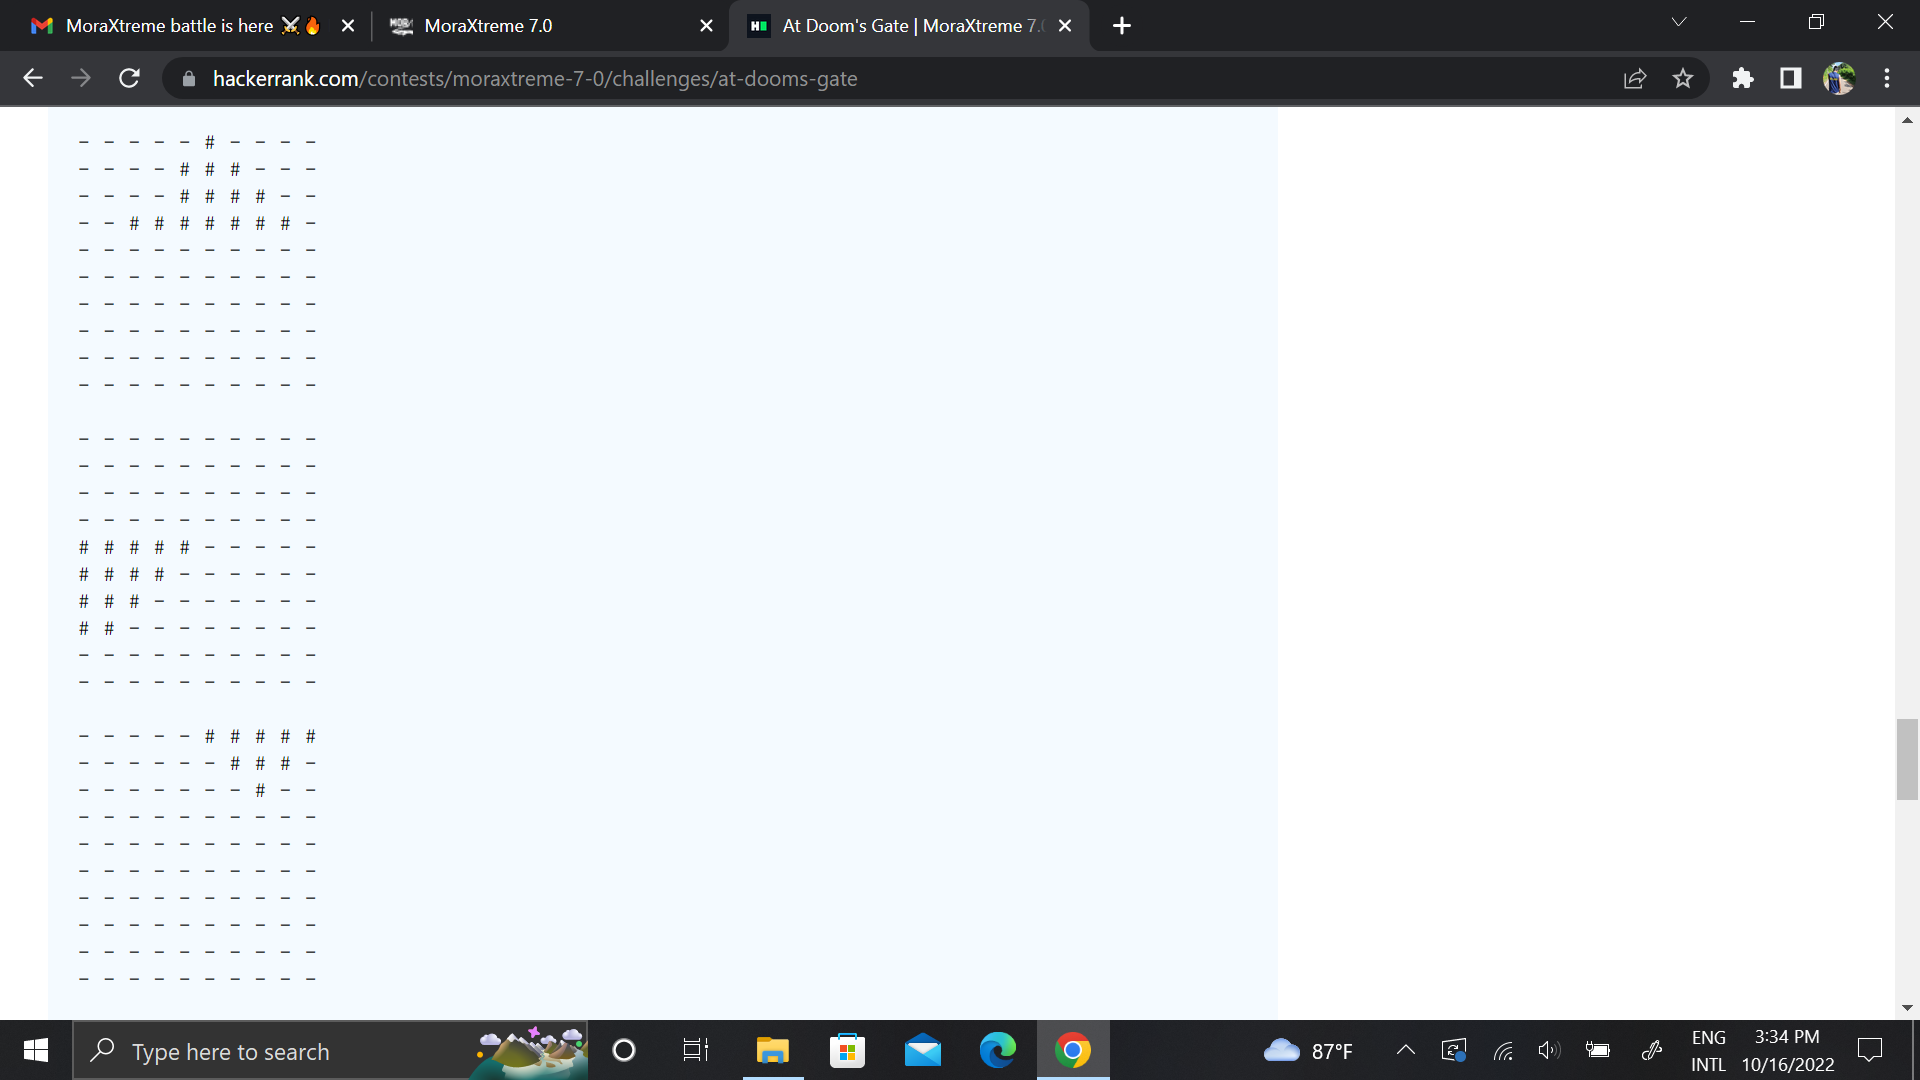 MoraXtreme battle is here ⚔🔥
MoraXtreme 7.0
At Doom's Gate | MoraXtreme 7.0
hackerrank.com/contests/moraxtreme-7-0/challenges/at-dooms-gate
- - - - - # - - - -
- - - - # # # - - -
- - - - # # # # - -
- - # # # # # # # -
- - - - - - - - - -
- - - - - - - - - -
- - - - - - - - - -
- - - - - - - - - -
- - - - - - - - - -
- - - - - - - - - -
- - - - - - - - - -
- - - - - - - - - -
- - - - - - - - - -
- - - - - - - - - -
# # # # # - - - - -
# # # # - - - - - -
# # # - - - - - - -
# # - - - - - - - -
- - - - - - - - - -
- - - - - - - - - -
- - - - - # # # # #
- - - - - - # # # -
- - - - - - - # - -
- - - - - - - - - -
- - - - - - - - - -
- - - - - - - - - -
- - - - - - - - - -
- - - - - - - - - -
- - - - - - - - - -
- - - - - - - - - -
Type here to search
87°F
ENG
INTL
3:34 PM
10/16/2022